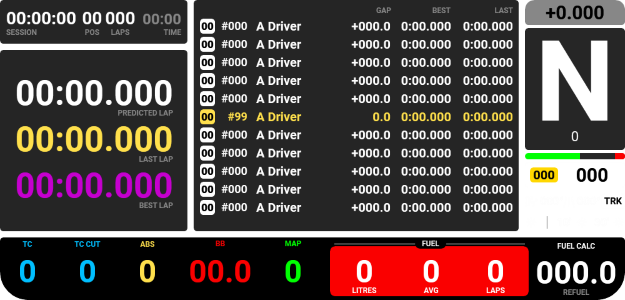 00:00:00 00 000 00:00
SESSION POS LAPS TIME
00:00.000
PREDICTED LAP
00:00.000
LAST LAP
00:00.000
BEST LAP
GAP BEST LAST
00 #000 A Driver +000.0 0:00.000 0:00.000
00 #000 A Driver +000.0 0:00.000 0:00.000
00 #000 A Driver +000.0 0:00.000 0:00.000
00 #000 A Driver +000.0 0:00.000 0:00.000
00 #000 A Driver +000.0 0:00.000 0:00.000
00 #99 A Driver 0.0 0:00.000 0:00.000
00 #000 A Driver +000.0 0:00.000 0:00.000
00 #000 A Driver +000.0 0:00.000 0:00.000
00 #000 A Driver +000.0 0:00.000 0:00.000
00 #000 A Driver +000.0 0:00.000 0:00.000
00 #000 A Driver +000.0 0:00.000 0:00.000
+0.000
N
0
000 000
TRK
TC TC CUT ABS BB MAP FUEL FUEL CALC
0 0 0 00.0 0 0 0 0 000.0
LITRES AVG LAPS REFUEL